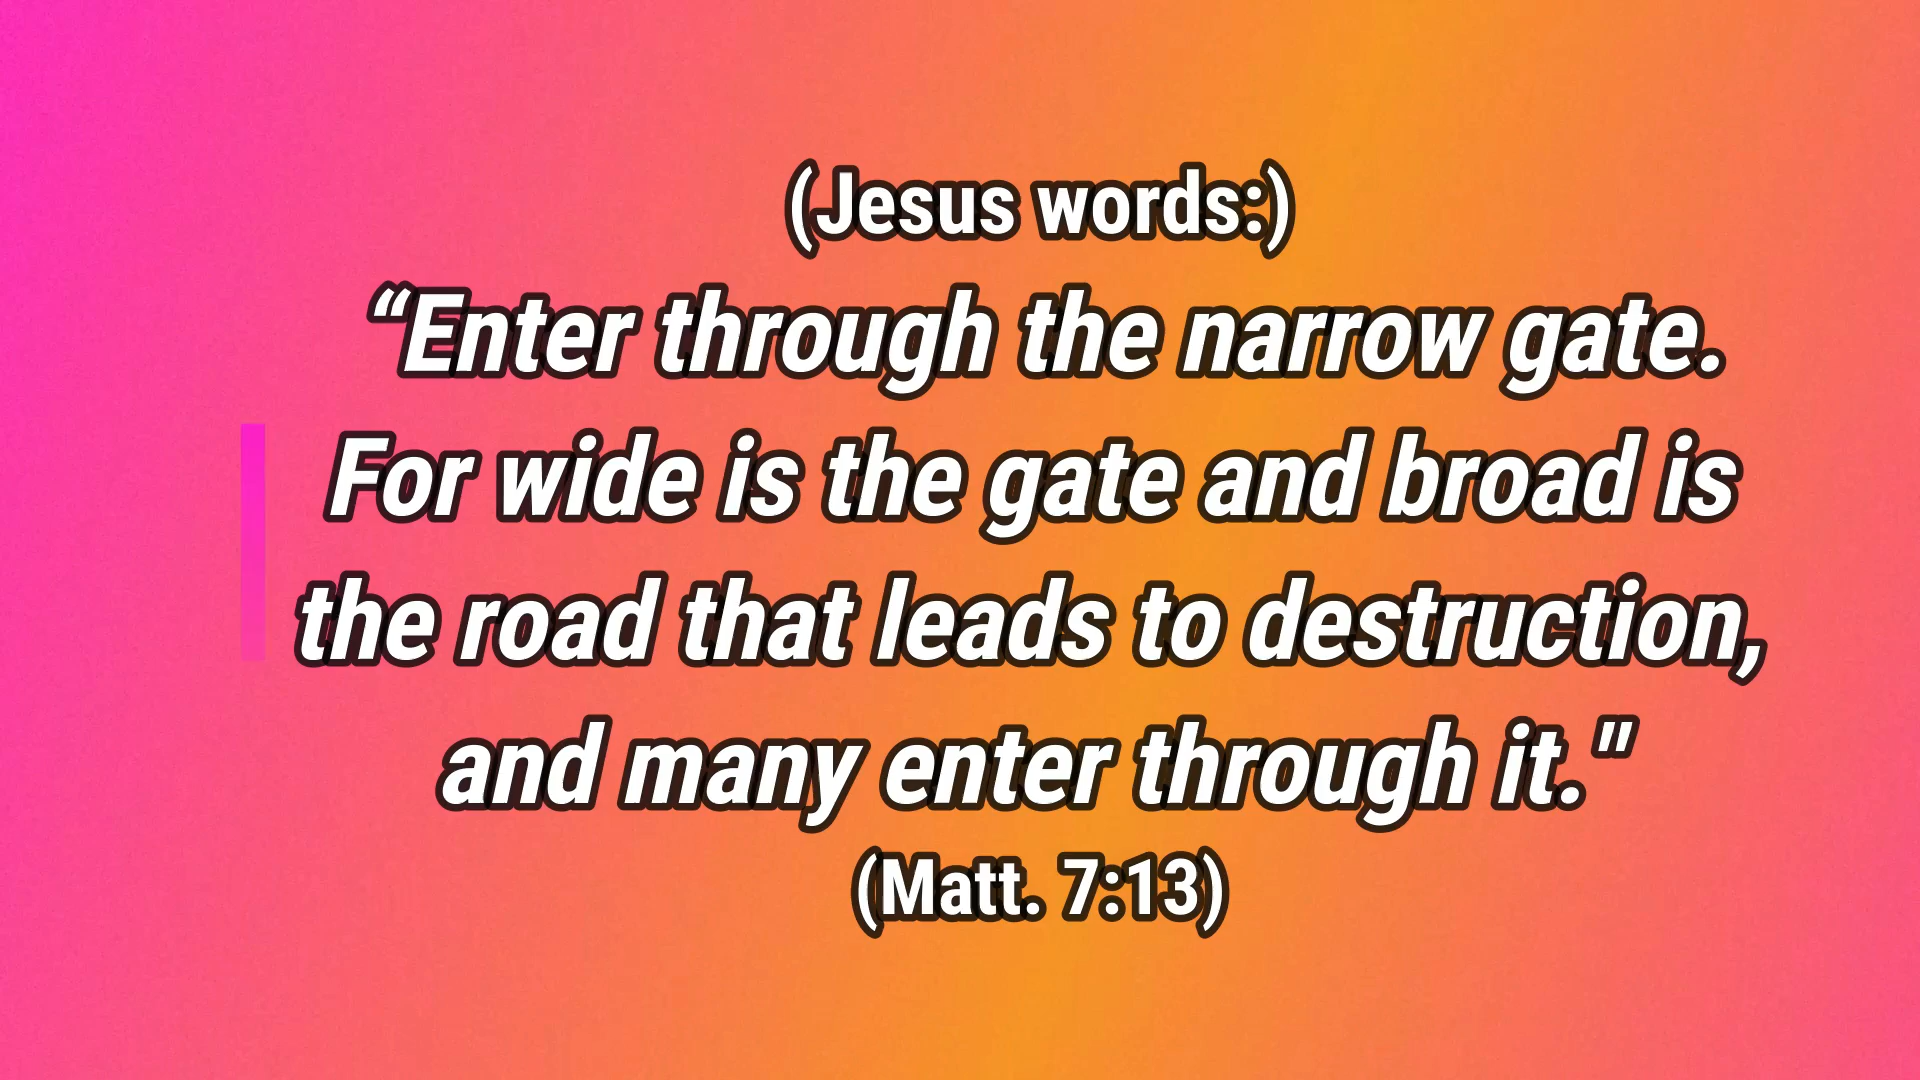 (Jesus words:)
“Enter through the narrow gate.
For wide is the gate and broad is
the road that leads to destruction,
and many enter through it."
(Matt. 7:13)